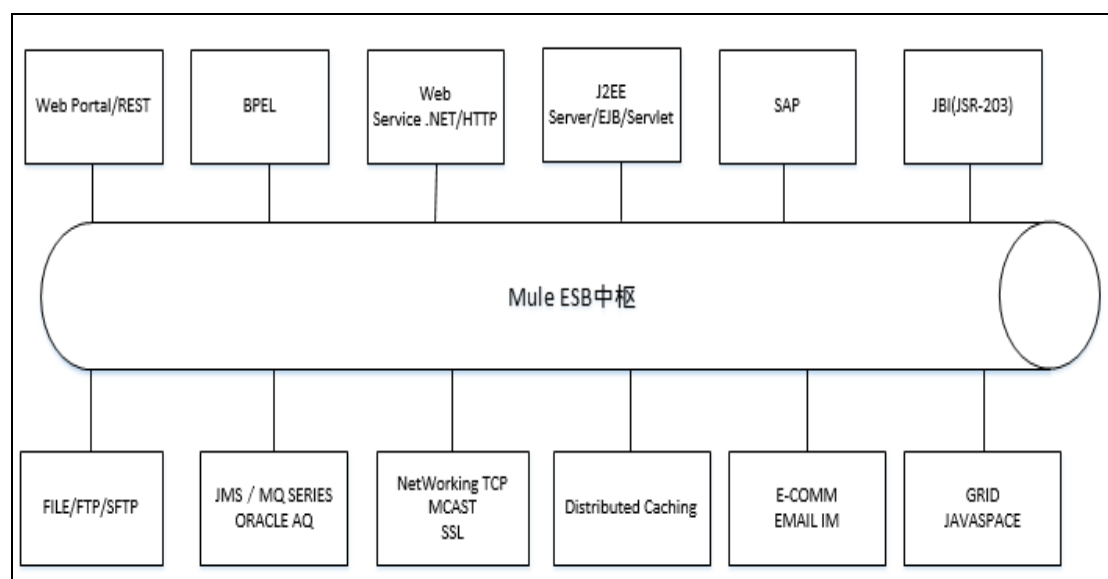 Web Portal/REST
BPEL
Web
Service .NET/HTTP
J2EE
Server/EJB/Servlet
SAP
JBI(JSR-203)
Mule ESB中枢
FILE/FTP/SFTP
JMS / MQ SERIES
ORACLE AQ
NetWorking TCP
MCAST
SSL
Distributed Caching
E-COMM
EMAIL IM
GRID
JAVASPACE